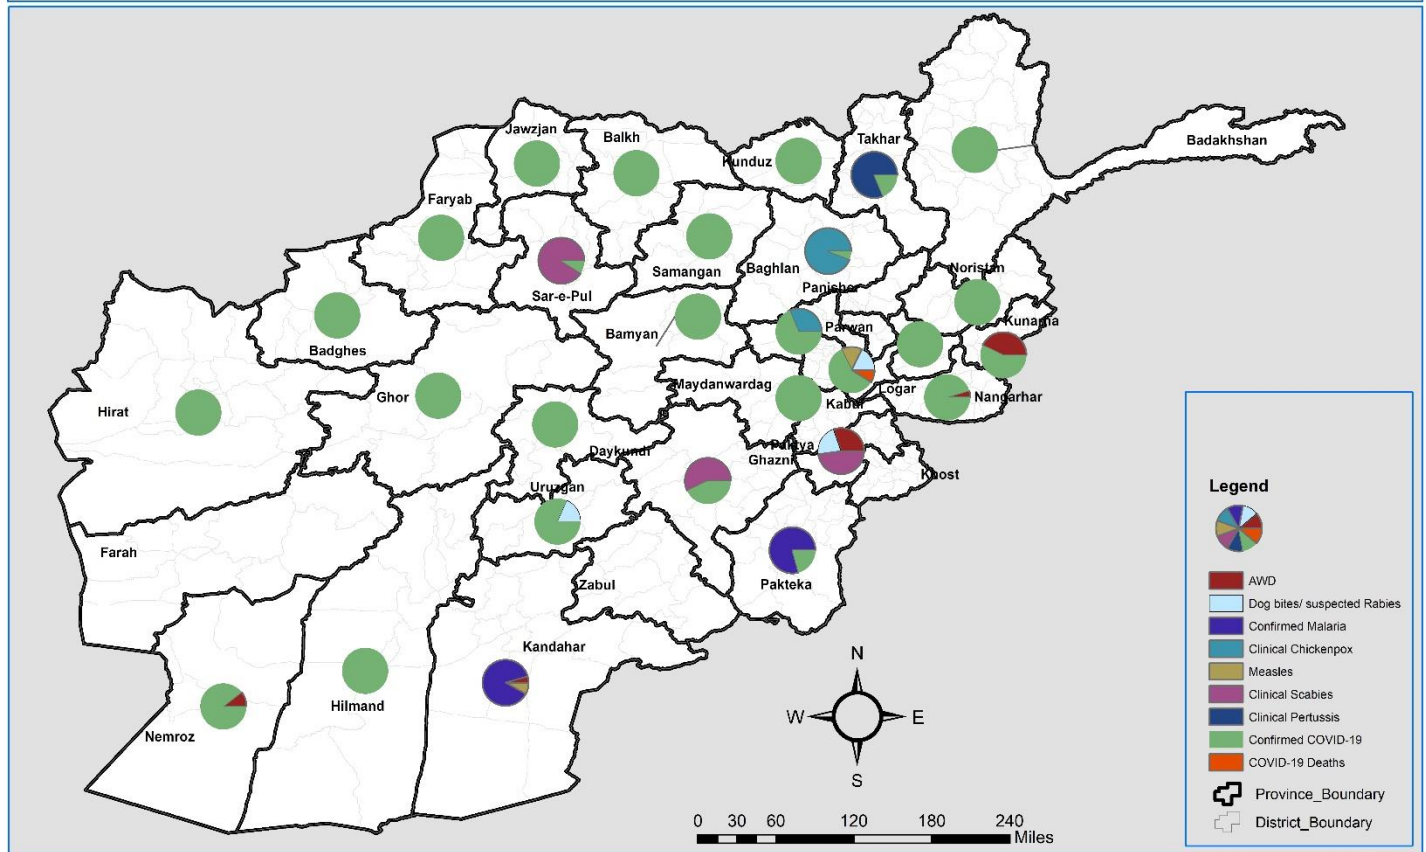 Jawzjan
Balkh
Kunduz
Takhar
Badakhshan
Faryab
Sar-e-Pul
Samangan
Baghlan
Panisher
Noristan
Badghes
Bamyan
Parwan
Kunarha
Hirat
Ghor
Maydanwardag
Kabul
Logar
Nangarhar
Daykundi
Paktya
Ghazni
Khost
Uruzgan
Farah
Zabul
Pakteka
Kandahar
Nemroz
Hilmand
N
W
E
S
0 30 60 120 180 240
Miles
Legend
AWD
Dog bites/ suspected Rabies
Confirmed Malaria
Clinical Chickenpox
Measles
Clinical Scabies
Clinical Pertussis
Confirmed COVID-19
COVID-19 Deaths
Province_Boundary
District_Boundary